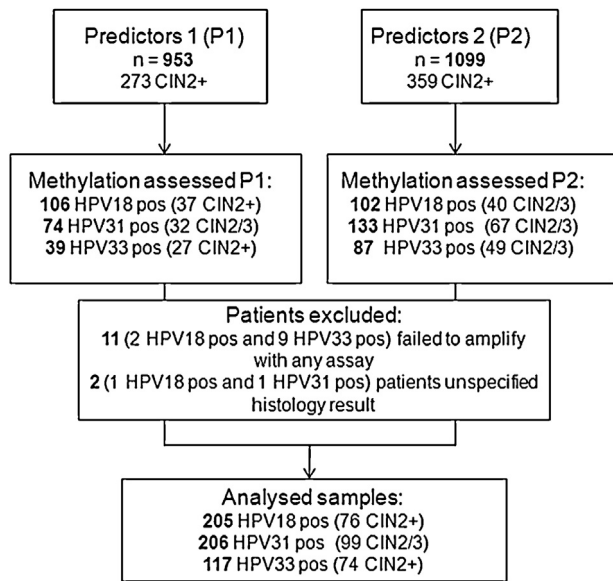 Predictors 1 (P1)
n = 953
273 CIN2+
Predictors 2 (P2)
n = 1099
359 CIN2+
Methylation assessed P1:
106 HPV18 pos (37 CIN2+)
74 HPV31 pos (32 CIN2/3)
39 HPV33 pos (27 CIN2+)
Methylation assessed P2:
102 HPV18 pos (40 CIN2/3)
133 HPV31 pos (67 CIN2/3)
87 HPV33 pos (49 CIN2/3)
Patients excluded:
11 (2 HPV18 pos and 9 HPV33 pos) failed to amplify
with any assay
2 (1 HPV18 pos and 1 HPV31 pos) patients unspecified
histology result
Analysed samples:
205 HPV18 pos (76 CIN2+)
206 HPV31 pos (99 CIN2/3)
117 HPV33 pos (74 CIN2+)